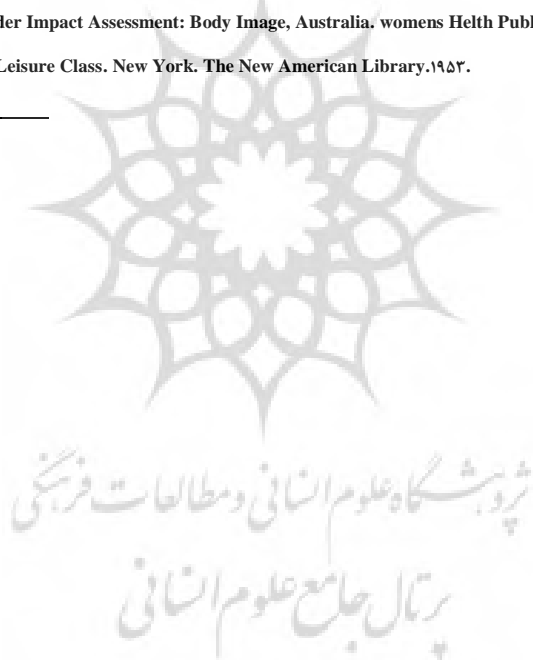 der Impact Assessment: Body Image, Australia. womens Helth Publ
Leisure Class. New York. The New American Library.۱۹۵۳.
پژوهشگاه علوم انسانی و مطالعات فرهنگی
پرتال جامع علوم انسانی